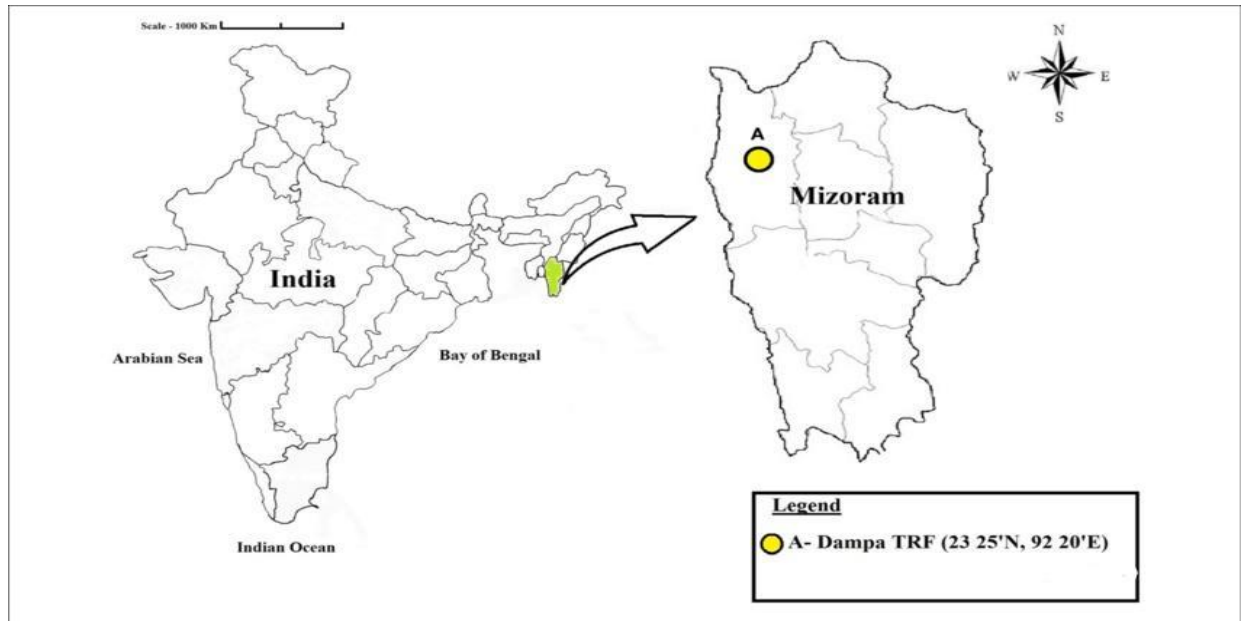 Scale - 1000 Km
N
W
E
S
A
Mizoram
India
Arabian Sea
Bay of Bengal
Indian Ocean
Legend
A- Dampa TRF (23 25'N, 92 20'E)